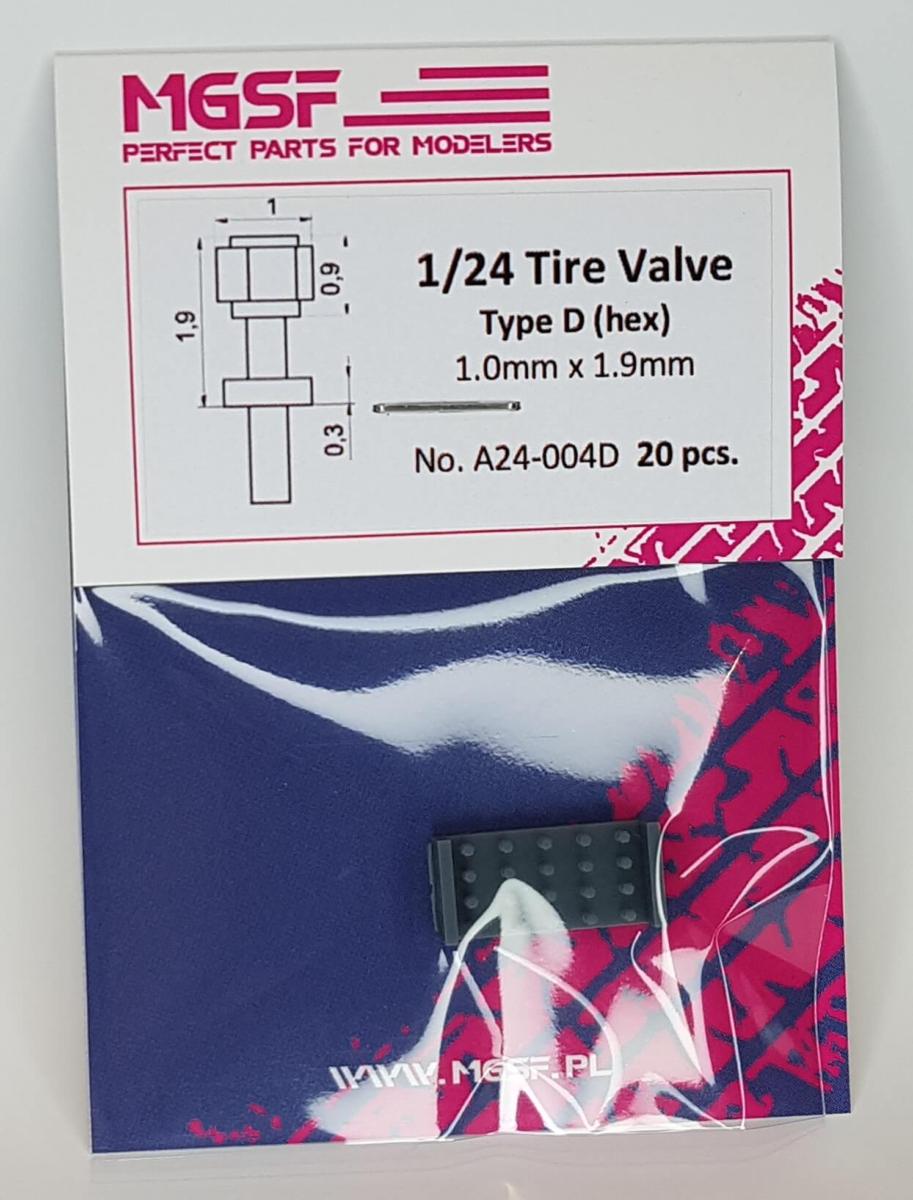 MGSF
PERFECT PARTS FOR MODELERS
1
0,9
1,9
0,3
1/24 Tire Valve
Type D (hex)
1.0mm x 1.9mm
No. A24-004D 20 pcs.
WWW.MGSF.PL